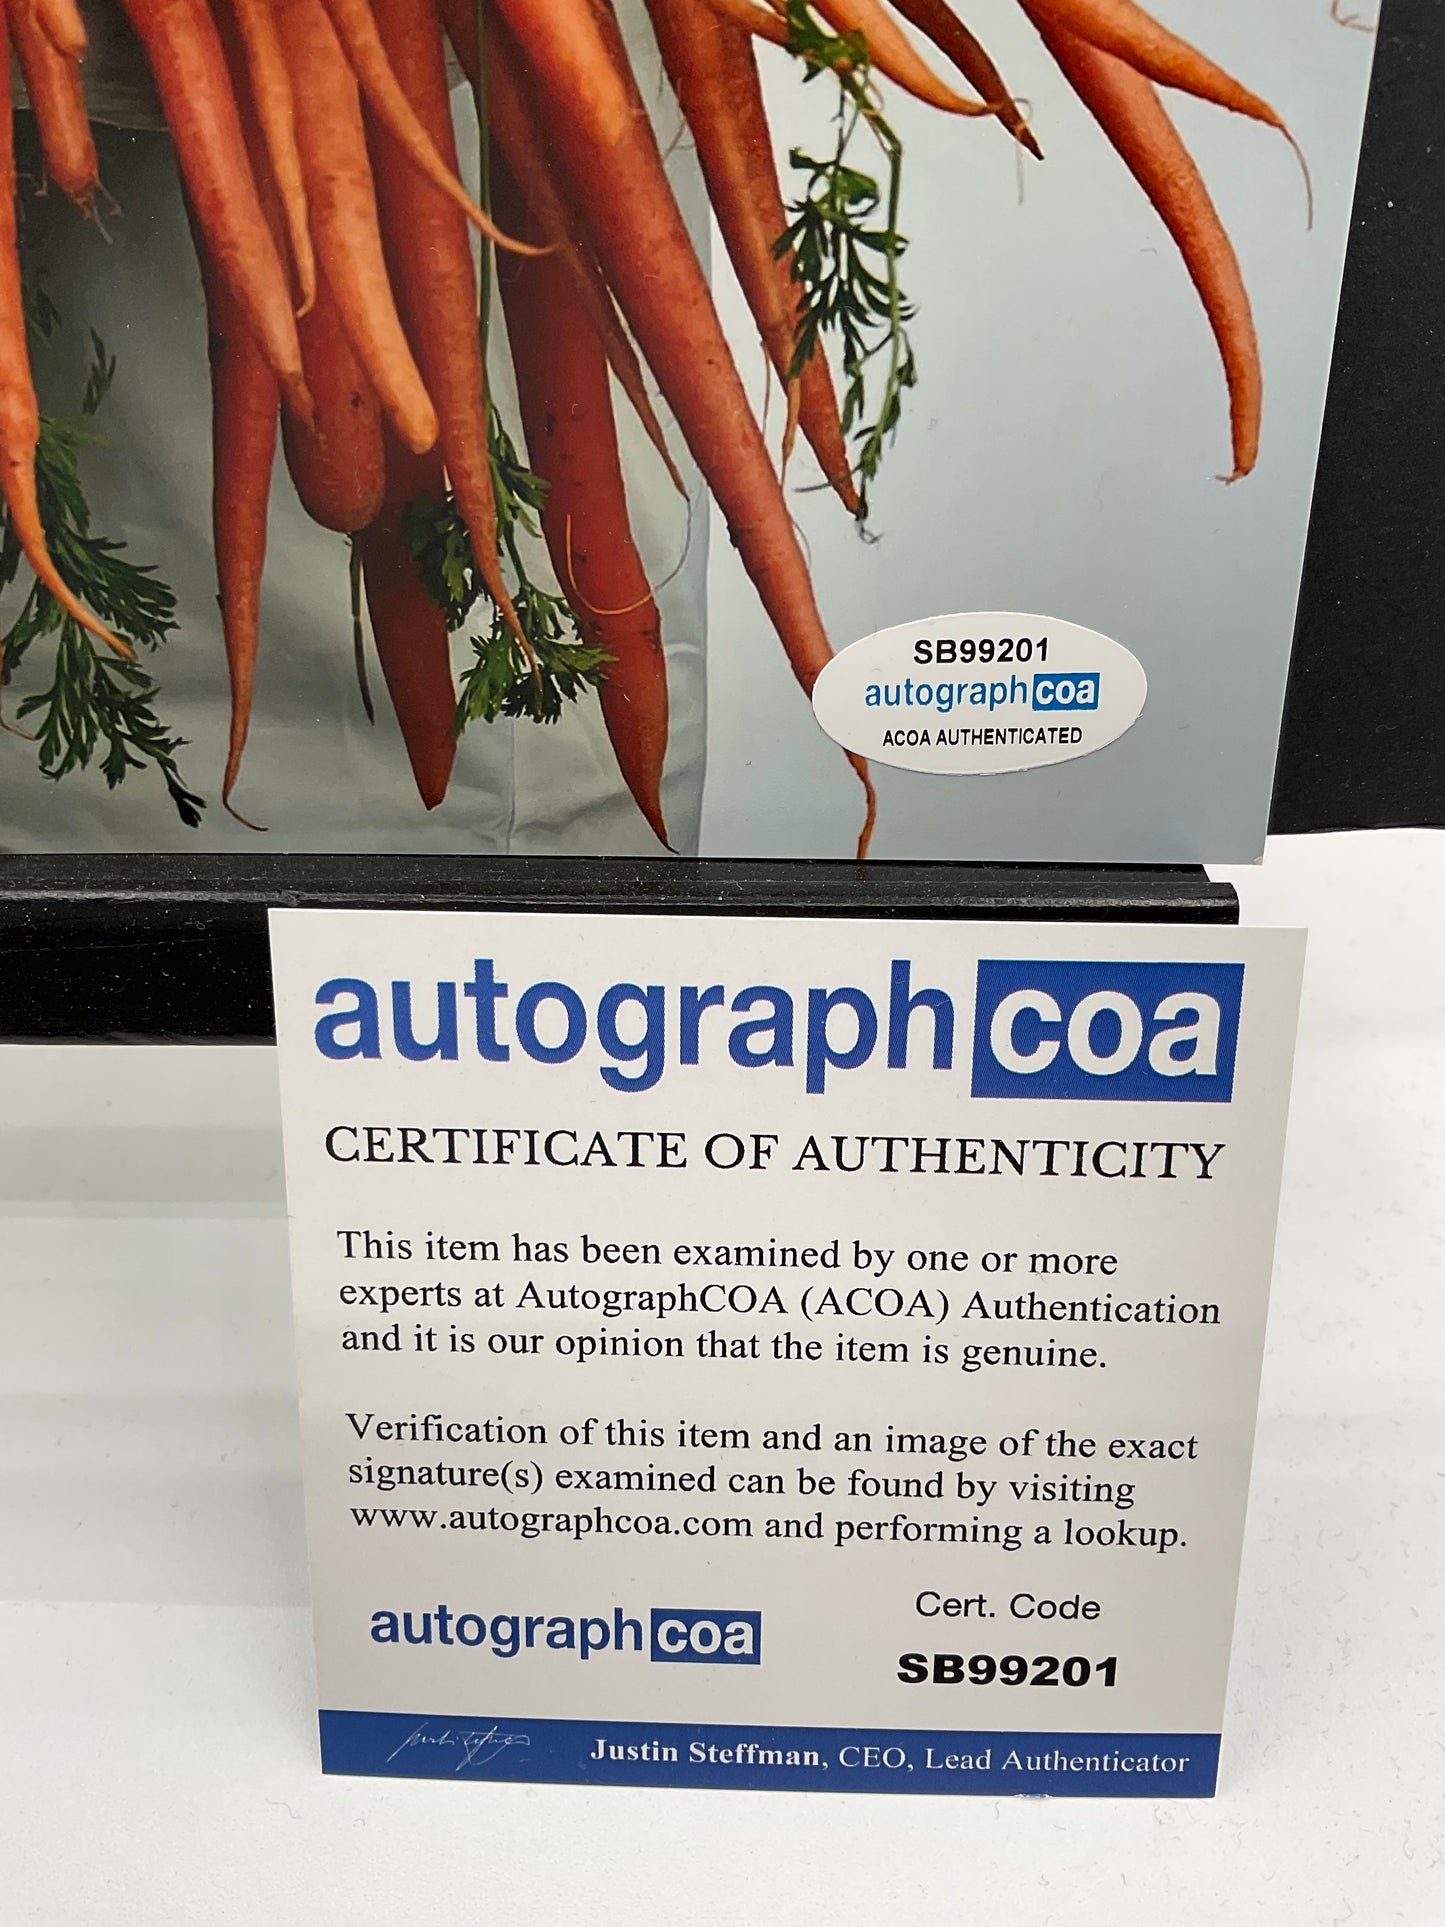 SB99201
autographcoa
ACOA AUTHENTICATED
autographcoa
CERTIFICATE OF AUTHENTICITY
This item has been examined by one or more
experts at AutographCOA (ACOA) Authentication
and it is our opinion that the item is genuine.
Verification of this item and an image of the exact
signature(s) examined can be found by visiting
www.autographcoa.com and performing a lookup.
autographcoa
Cert. Code
SB99201
Justin Steffman, CEO, Lead Authenticator